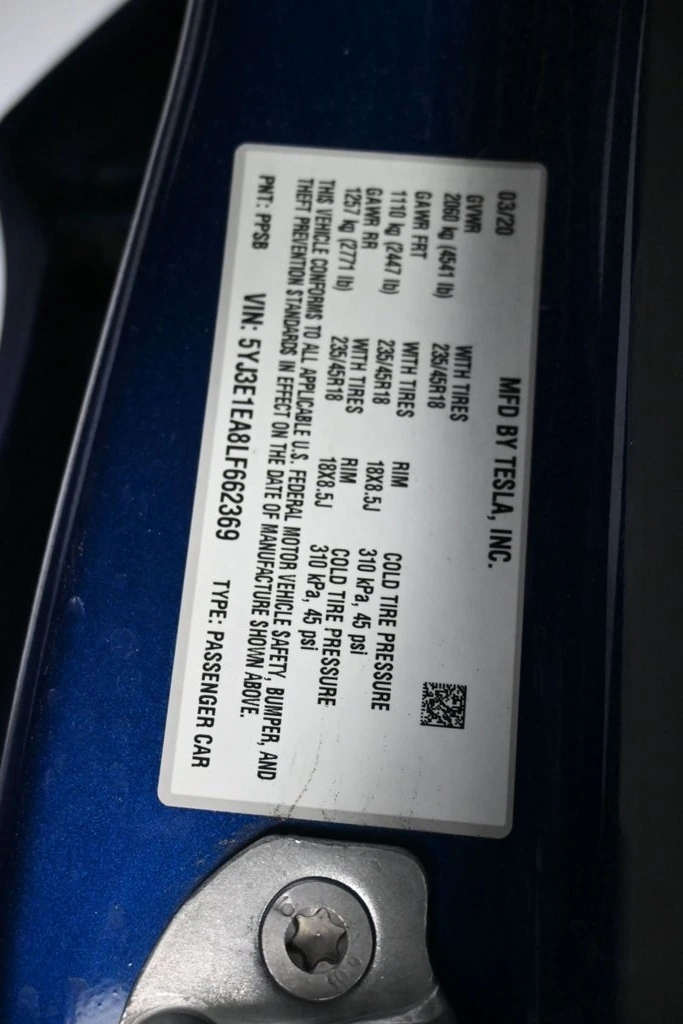 MFD BY TESLA, INC.
03/20
GVWR
2060 kg (4541 lb) WITH TIRES 235/45R18
GAWR FRT WITH TIRES RIM COLD TIRE PRESSURE
1110 kg (2447 lb) 235/45R18 18X8.5J 310 kPa, 45 psi
GAWR RR WITH TIRES RIM COLD TIRE PRESSURE
1257 kg (2771 lb) 235/45R18 18X8.5J 310 kPa, 45 psi
THIS VEHICLE CONFORMS TO ALL APPLICABLE U.S. FEDERAL MOTOR VEHICLE SAFETY, BUMPER, AND
THEFT PREVENTION STANDARDS IN EFFECT ON THE DATE OF MANUFACTURE SHOWN ABOVE.
PNT: PPSB VIN: 5YJ3E1EA8LF662369 TYPE: PASSENGER CAR